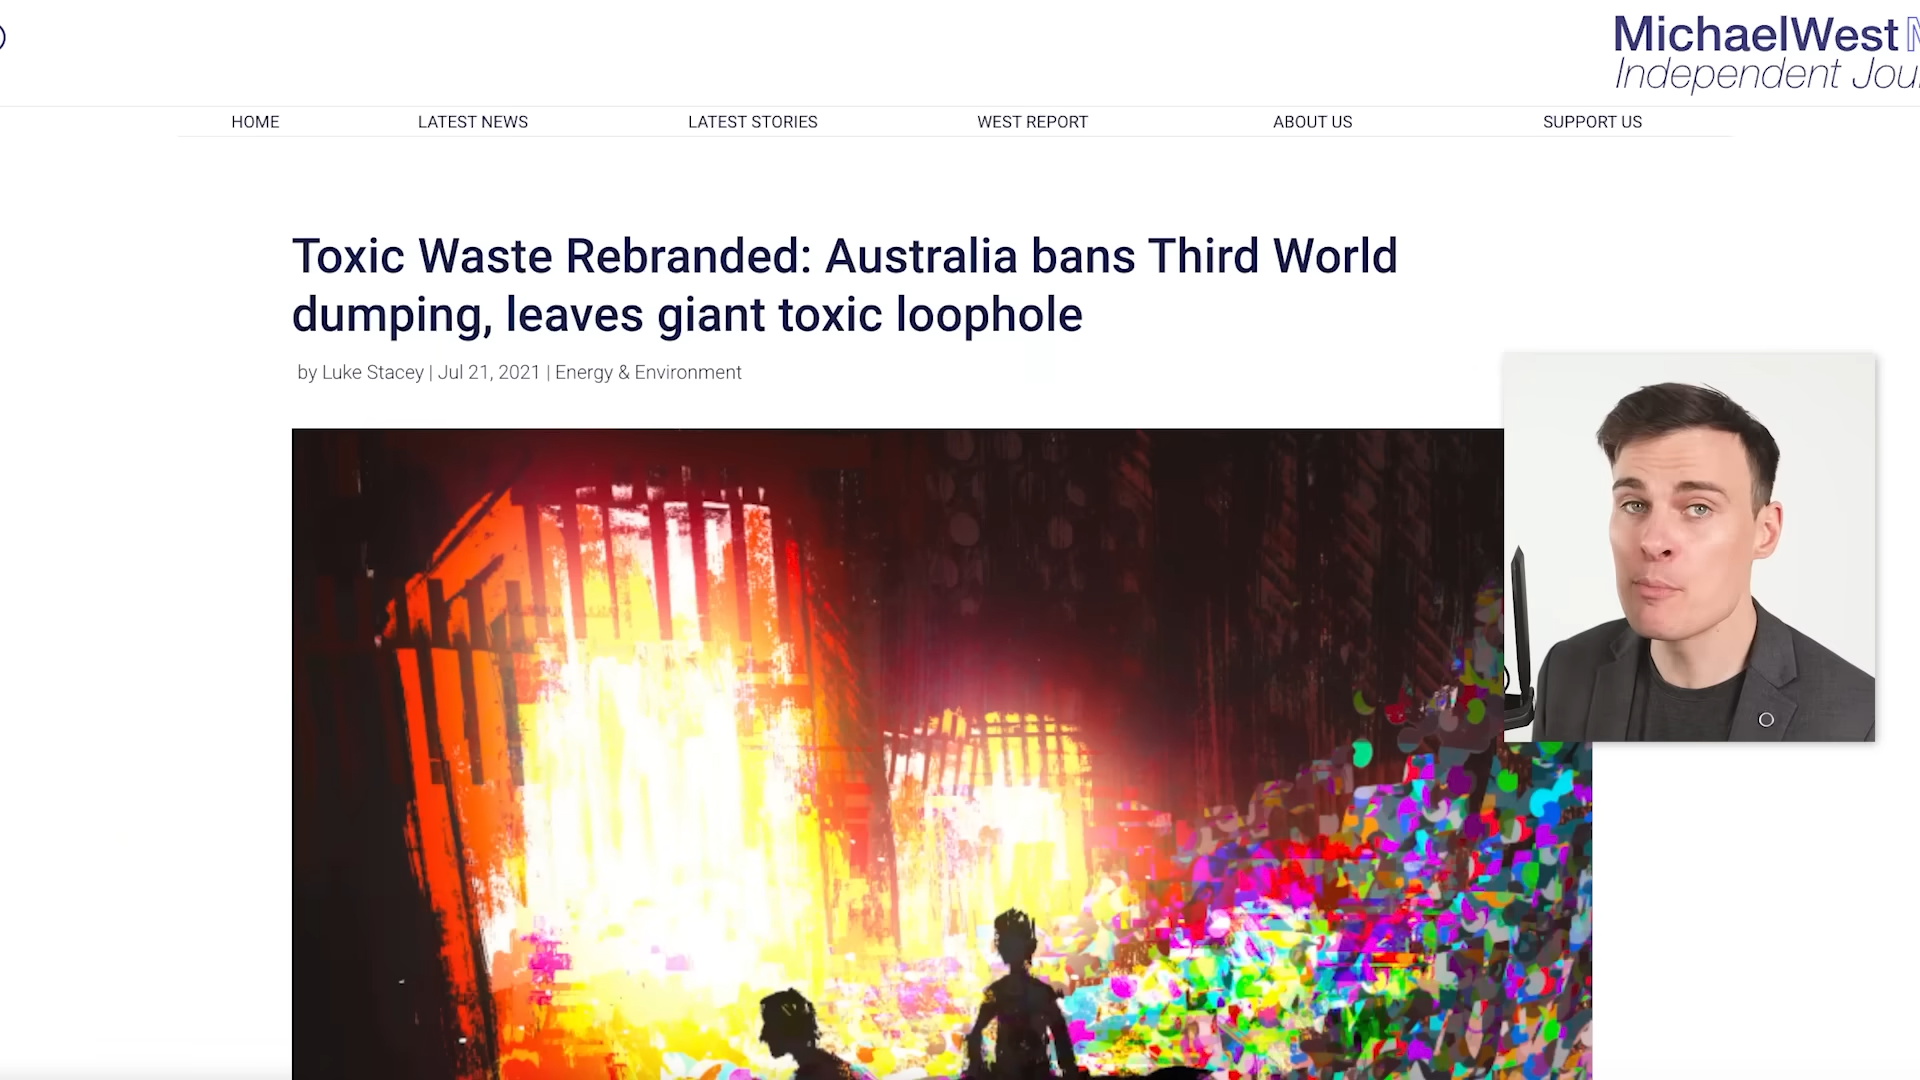 MichaelWest
Independent Jou
HOME LATEST NEWS LATEST STORIES WEST REPORT ABOUT US SUPPORT US
Toxic Waste Rebranded: Australia bans Third World
dumping, leaves giant toxic loophole
by Luke Stacey | Jul 21, 2021 | Energy & Environment